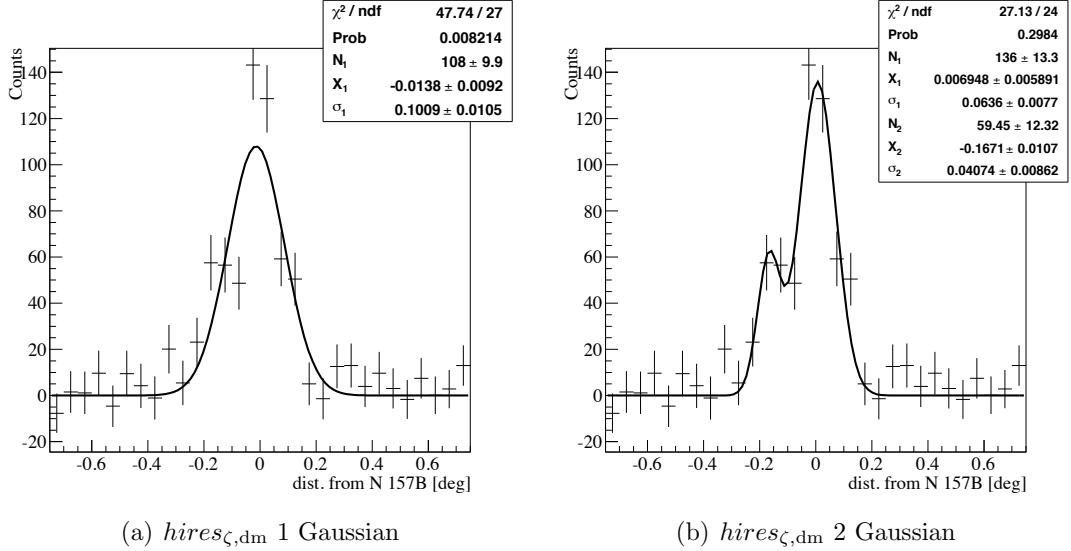 χ² / ndf 47.74 / 27
Prob 0.008214
N₁ 108 ± 9.9
X₁ -0.0138 ± 0.0092
σ₁ 0.1009 ± 0.0105
Counts
140
120
100
80
60
40
20
0
-20
-0.6 -0.4 -0.2 0 0.2 0.4 0.6
dist. from N 157B [deg]
(a) hires_ζ,dm 1 Gaussian
χ² / ndf 27.13 / 24
Prob 0.2984
N₁ 136 ± 13.3
X₁ 0.006948 ± 0.005891
σ₁ 0.0636 ± 0.0077
N₂ 59.45 ± 12.32
X₂ -0.1671 ± 0.0107
σ₂ 0.04074 ± 0.00862
Counts
140
120
100
80
60
40
20
0
-20
-0.6 -0.4 -0.2 0 0.2 0.4 0.6
dist. from N 157B [deg]
(b) hires_ζ,dm 2 Gaussian